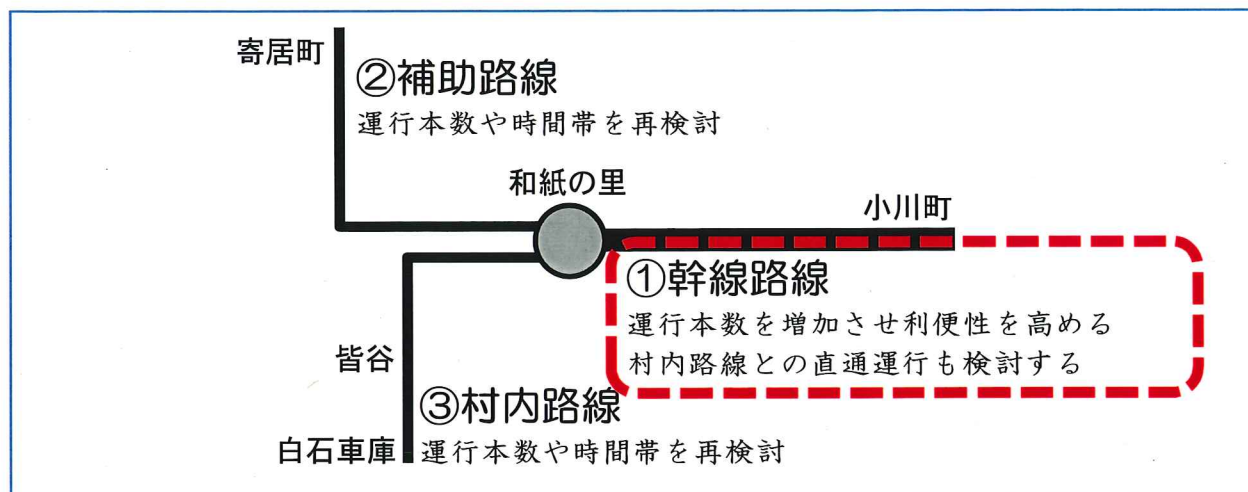 寄居町
②補助路線
運行本数や時間帯を再検討
和紙の里
小川町
①幹線路線
運行本数を増加させ利便性を高める
村内路線との直通運行も検討する
皆谷
③村内路線
白石車庫
運行本数や時間帯を再検討